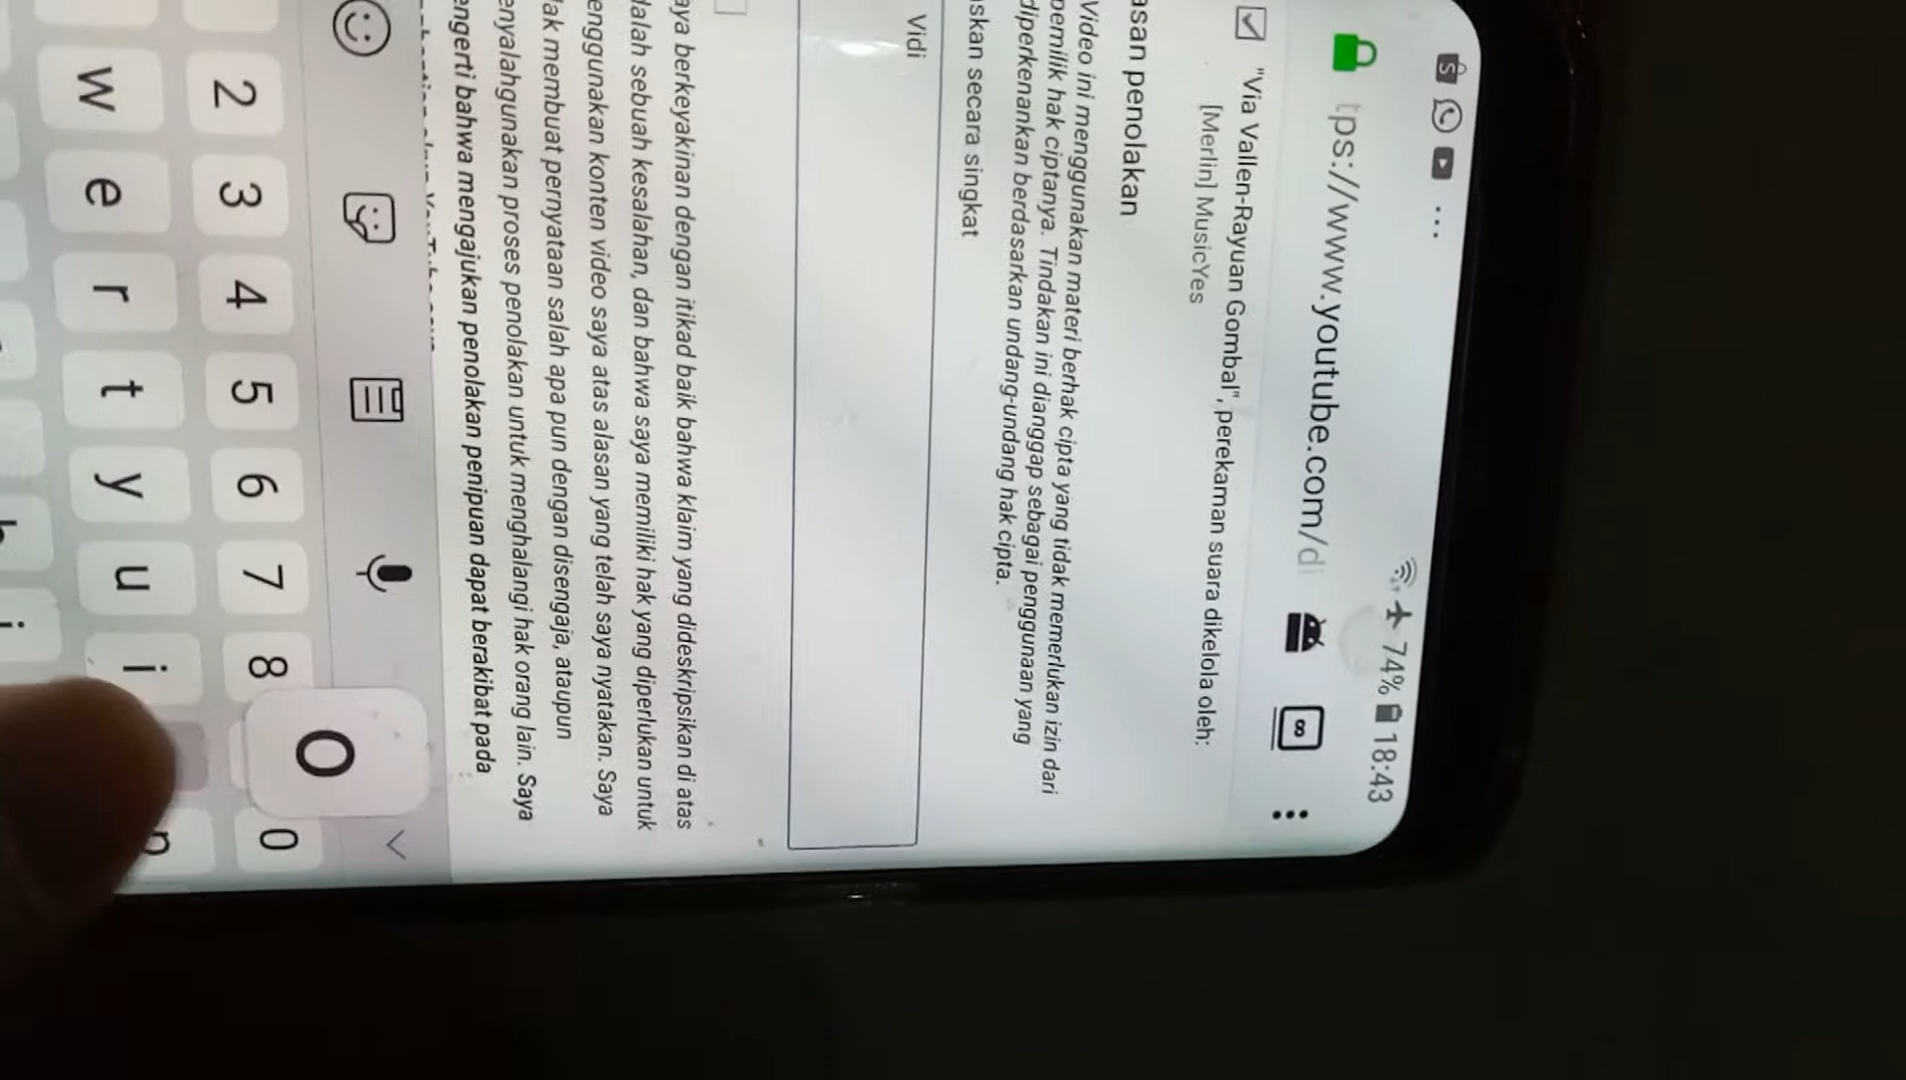 ... 74% 18:43
tps://www.youtube.com/di
"Via Vallen-Rayuan Gombal", perekaman suara dikelola oleh:
[Merlin] MusicYes
asan penolakan
Video ini menggunakan materi berhak cipta yang tidak memerlukan izin dari
pemilik hak ciptanya. Tindakan ini dianggap sebagai penggunaan yang
diperkenankan berdasarkan undang-undang hak cipta.
skan secara singkat
Vidi
aya berkeyakinan dengan itikad baik bahwa klaim yang dideskripsikan di atas
dalah sebuah kesalahan, dan bahwa saya memiliki hak yang diperlukan untuk
enggunakan konten video saya atas alasan yang telah saya nyatakan. Saya
dak membuat pernyataan salah apa pun dengan disengaja, ataupun
enyalahgunakan proses penolakan untuk menghalangi hak orang lain. Saya
engerti bahwa mengajukan penolakan penipuan dapat berakibat pada
2 3 4 5 6 7 8 0
w e r t y u i O p